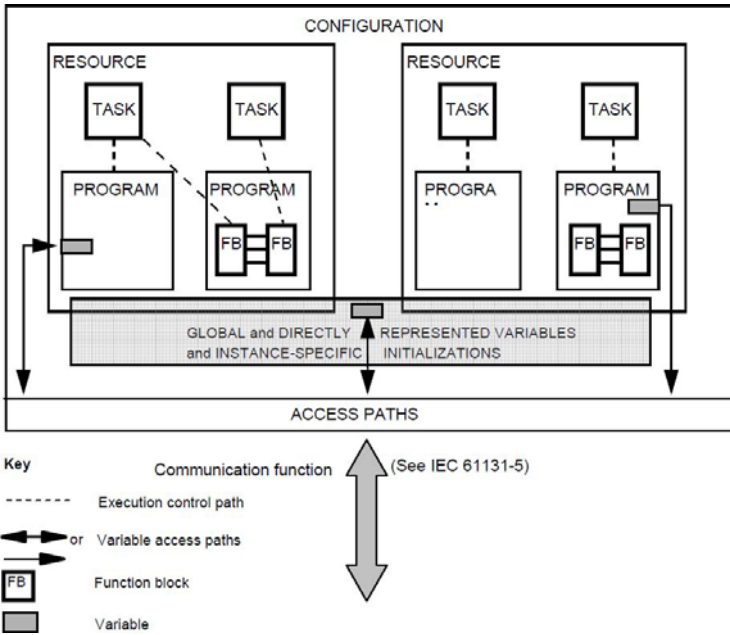 CONFIGURATION
RESOURCE
RESOURCE
TASK
TASK
TASK
TASK
PROGRAM
PROGRAM
PROGRA
PROGRAM
FB
FB
FB
FB
GLOBAL and DIRECTLY REPRESENTED VARIABLES
and INSTANCE-SPECIFIC INITIALIZATIONS
ACCESS PATHS
Key
Communication function (See IEC 61131-5)
Execution control path
or Variable access paths
FB Function block
Variable